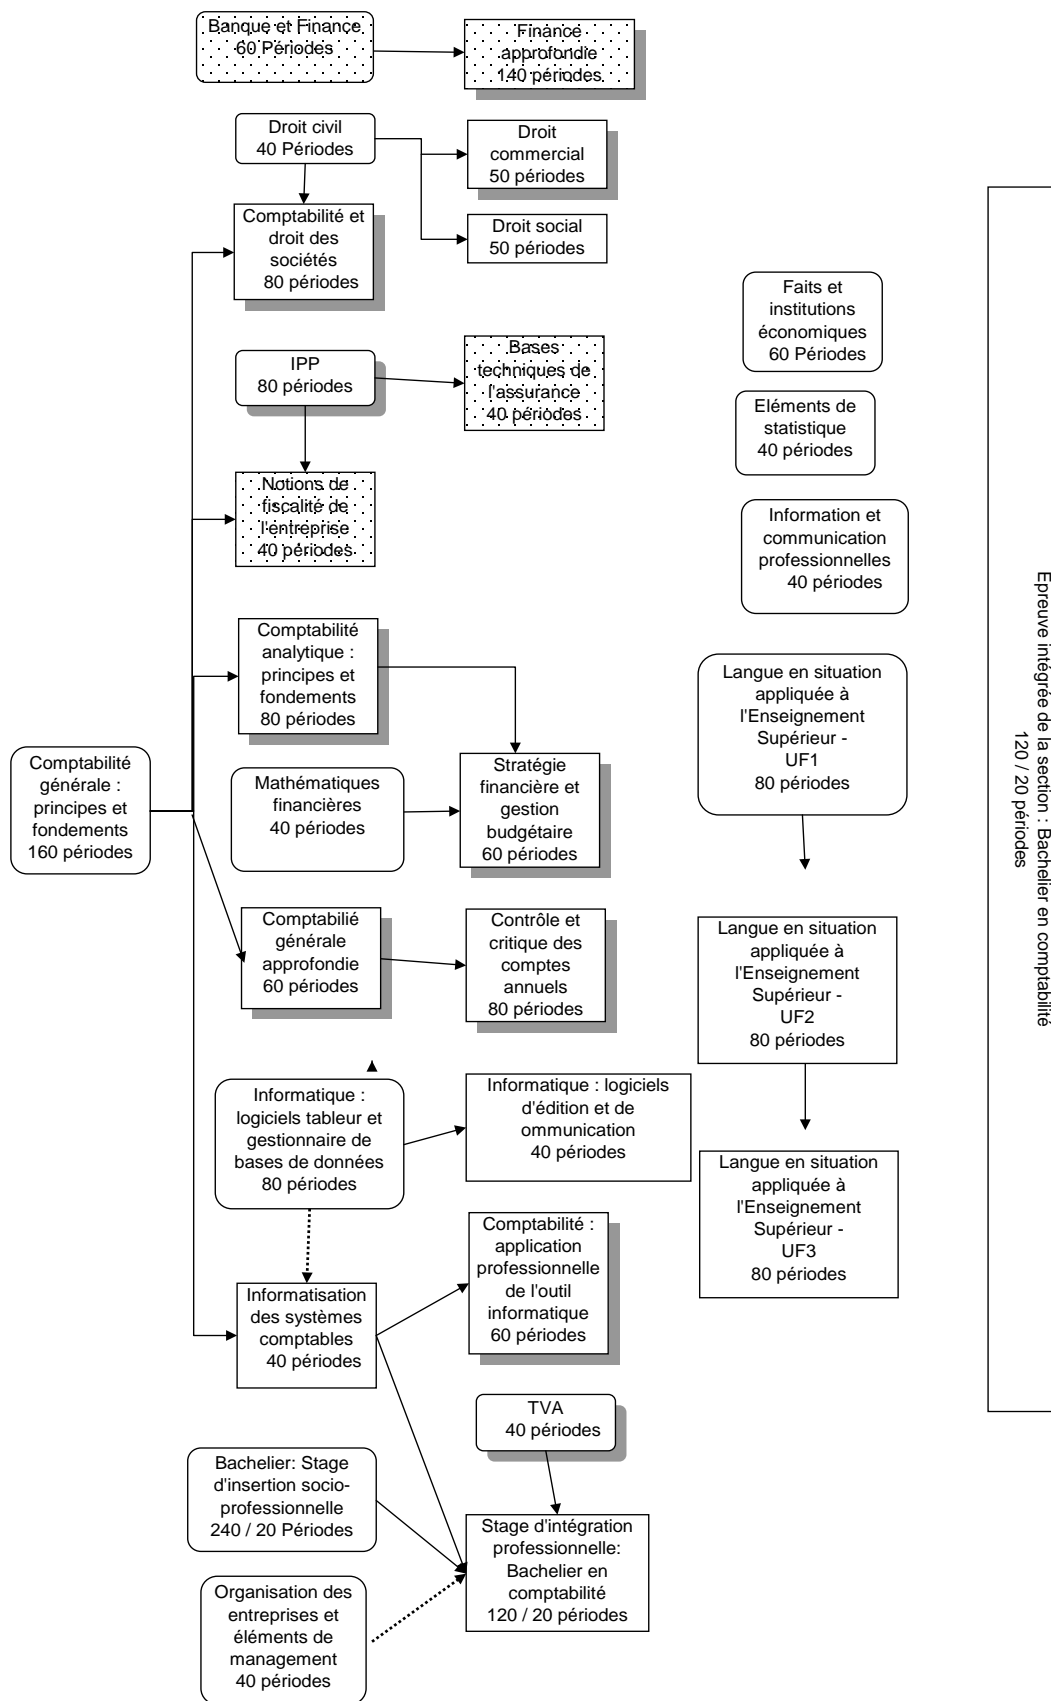 Banque et Finance
60 Périodes
Finance
approfondie
140 périodes
Droit civil
40 Périodes
Droit
commercial
50 périodes
Comptabilité et
droit des
sociétés
80 périodes
Droit social
50 périodes
Faits et
institutions
économiques
60 Périodes
IPP
80 périodes
Bases
techniques de
l'assurance
40 périodes
Eléments de
statistique
40 périodes
Notions de
fiscalité de
l'entreprise
40 périodes
Information et
communication
professionnelles
40 périodes
Comptabilité
analytique :
principes et
fondements
80 périodes
Langue en situation
appliquée à
l'Enseignement
Supérieur -
UF1
80 périodes
Comptabilité
générale :
principes et
fondements
160 périodes
Mathématiques
financières
40 périodes
Stratégie
financière et
gestion
budgétaire
60 périodes
Comptabilié
générale
approfondie
60 périodes
Contrôle et
critique des
comptes
annuels
80 périodes
Langue en situation
appliquée à
l'Enseignement
Supérieur -
UF2
80 périodes
Informatique :
logiciels tableur et
gestionnaire de
bases de données
80 périodes
Informatique : logiciels
d'édition et de
ommunication
40 périodes
Langue en situation
appliquée à
l'Enseignement
Supérieur -
UF3
80 périodes
Informatisation
des systèmes
comptables
40 périodes
Comptabilité :
application
professionnelle
de l'outil
informatique
60 périodes
TVA
40 périodes
Bachelier: Stage
d'insertion socio-
professionnelle
240 / 20 Périodes
Stage d'intégration
professionnelle:
Bachelier en
comptabilité
120 / 20 périodes
Organisation des
entreprises et
éléments de
management
40 périodes
Epreuve intégrée de la section : Bachelier en comptabilité
120 / 20 périodes